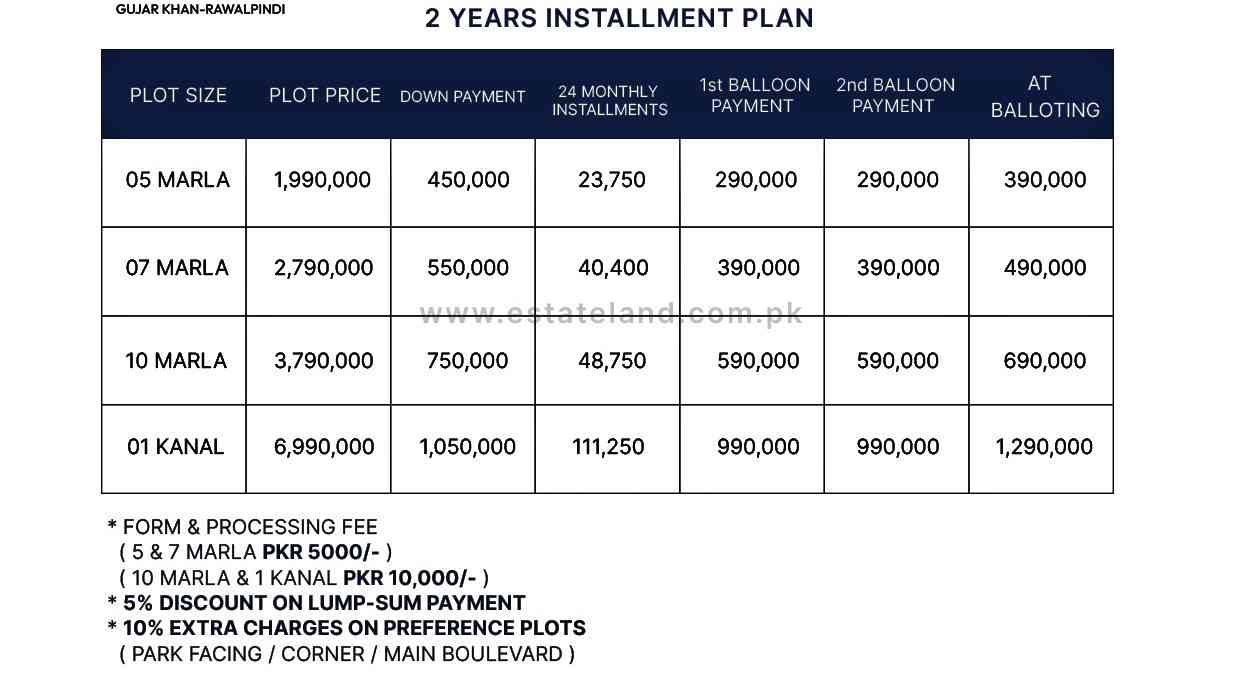 GUJAR KHAN-RAWALPINDI
2 YEARS INSTALLMENT PLAN
PLOT SIZE PLOT PRICE DOWN PAYMENT 24 MONTHLY INSTALLMENTS 1st BALLOON PAYMENT 2nd BALLOON PAYMENT AT BALLOTING
05 MARLA 1,990,000 450,000 23,750 290,000 290,000 390,000
07 MARLA 2,790,000 550,000 40,400 390,000 390,000 490,000
www.estateland.com.pk
10 MARLA 3,790,000 750,000 48,750 590,000 590,000 690,000
01 KANAL 6,990,000 1,050,000 111,250 990,000 990,000 1,290,000
* FORM & PROCESSING FEE
( 5 & 7 MARLA PKR 5000/- )
( 10 MARLA & 1 KANAL PKR 10,000/- )
* 5% DISCOUNT ON LUMP-SUM PAYMENT
* 10% EXTRA CHARGES ON PREFERENCE PLOTS
( PARK FACING / CORNER / MAIN BOULEVARD )